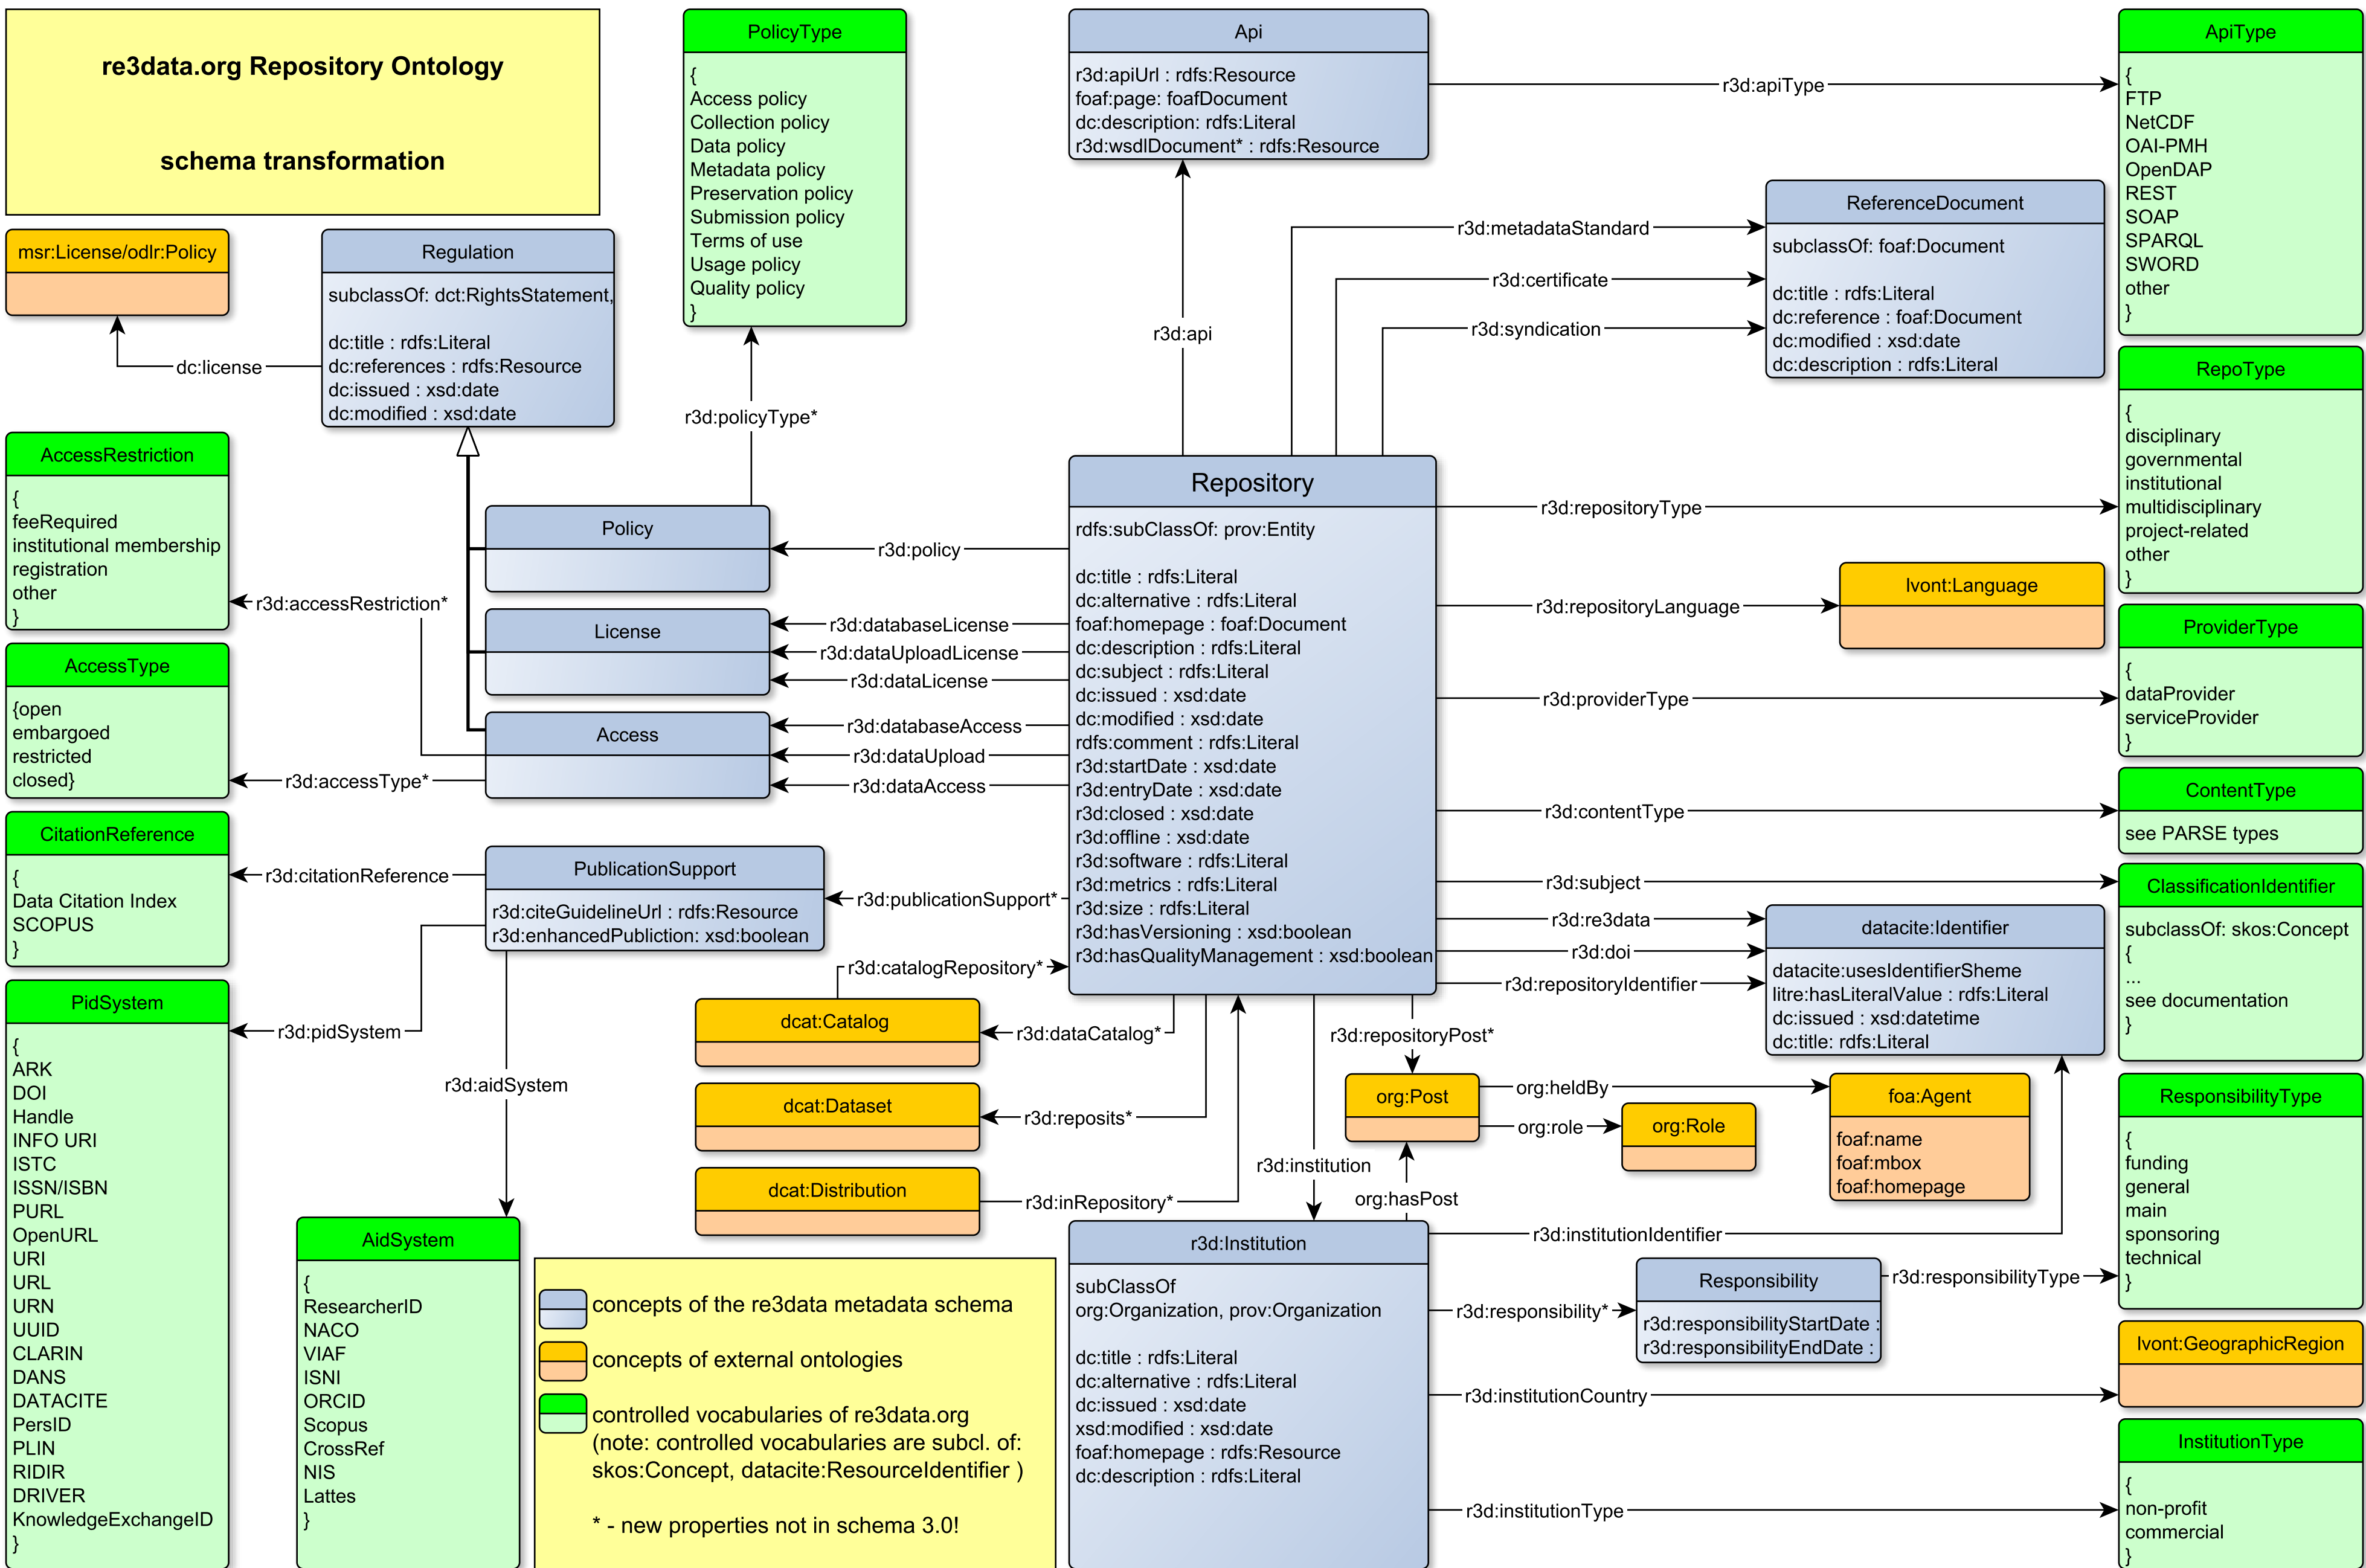 re3data.org Repository Ontology
schema transformation
PolicyType
{
Access policy
Collection policy
Data policy
Metadata policy
Preservation policy
Submission policy
Terms of use
Usage policy
Quality policy
}
Api
r3d:apiUrl : rdfs:Resource
foaf:page: foafDocument
dc:description: rdfs:Literal
r3d:wsdlDocument* : rdfs:Resource
r3d:apiType
ApiType
{
FTP
NetCDF
OAI-PMH
OpenDAP
REST
SOAP
SPARQL
SWORD
other
}
msr:License/odlr:Policy
dc:license
Regulation
subclassOf: dct:RightsStatement,
dc:title : rdfs:Literal
dc:references : rdfs:Resource
dc:issued : xsd:date
dc:modified : xsd:date
r3d:policyType*
r3d:api
r3d:metadataStandard
r3d:certificate
r3d:syndication
ReferenceDocument
subclassOf: foaf:Document
dc:title : rdfs:Literal
dc:reference : foaf:Document
dc:modified : xsd:date
dc:description : rdfs:Literal
RepoType
{
disciplinary
governmental
institutional
multidisciplinary
project-related
other
}
AccessRestriction
{
feeRequired
institutional membership
registration
other
}
r3d:accessRestriction*
AccessType
{open
embargoed
restricted
closed}
r3d:accessType*
Policy
License
Access
r3d:policy
r3d:databaseLicense
r3d:dataUploadLicense
r3d:dataLicense
r3d:databaseAccess
r3d:dataUpload
r3d:dataAccess
Repository
rdfs:subClassOf: prov:Entity
dc:title : rdfs:Literal
dc:alternative : rdfs:Literal
foaf:homepage : foaf:Document
dc:description : rdfs:Literal
dc:subject : rdfs:Literal
dc:issued : xsd:date
dc:modified : xsd:date
rdfs:comment : rdfs:Literal
r3d:startDate : xsd:date
r3d:entryDate : xsd:date
r3d:closed : xsd:date
r3d:offline : xsd:date
r3d:software : rdfs:Literal
r3d:metrics : rdfs:Literal
r3d:size : rdfs:Literal
r3d:hasVersioning : xsd:boolean
r3d:hasQualityManagement : xsd:boolean
r3d:repositoryType
r3d:repositoryLanguage
lvont:Language
r3d:providerType
ProviderType
{
dataProvider
serviceProvider
}
r3d:contentType
ContentType
see PARSE types
r3d:subject
ClassificationIdentifier
subclassOf: skos:Concept
{
...
see documentation
}
r3d:re3data
r3d:doi
r3d:repositoryIdentifier
datacite:Identifier
datacite:usesIdentifierSheme
litre:hasLiteralValue : rdfs:Literal
dc:issued : xsd:datetime
dc:title: rdfs:Literal
CitationReference
{
Data Citation Index
SCOPUS
}
r3d:citationReference
PublicationSupport
r3d:citeGuidelineUrl : rdfs:Resource
r3d:enhancedPubliction: xsd:boolean
r3d:publicationSupport*
r3d:pidSystem
r3d:aidSystem
PidSystem
{
ARK
DOI
Handle
INFO URI
ISTC
ISSN/ISBN
PURL
OpenURL
URI
URL
URN
UUID
CLARIN
DANS
DATACITE
PersID
PLIN
RIDIR
DRIVER
KnowledgeExchangeID
}
AidSystem
{
ResearcherID
NACO
VIAF
ISNI
ORCID
Scopus
CrossRef
NIS
Lattes
}
r3d:catalogRepository*
dcat:Catalog
r3d:dataCatalog*
dcat:Dataset
r3d:reposits*
dcat:Distribution
r3d:inRepository*
r3d:institution
r3d:repositoryPost*
org:Post
org:heldBy
org:role
org:Role
foa:Agent
foaf:name
foaf:mbox
foaf:homepage
org:hasPost
ResponsibilityType
{
funding
general
main
sponsoring
technical
}
r3d:Institution
subClassOf
org:Organization, prov:Organization
dc:title : rdfs:Literal
dc:alternative : rdfs:Literal
dc:issued : xsd:date
xsd:modified : xsd:date
foaf:homepage : rdfs:Resource
dc:description : rdfs:Literal
r3d:institutionIdentifier
r3d:responsibility*
Responsibility
r3d:responsibilityStartDate :
r3d:responsibilityEndDate :
r3d:responsibilityType
r3d:institutionCountry
lvont:GeographicRegion
r3d:institutionType
InstitutionType
{
non-profit
commercial
}
concepts of the re3data metadata schema
concepts of external ontologies
controlled vocabularies of re3data.org
(note: controlled vocabularies are subcl. of:
skos:Concept, datacite:ResourceIdentifier )
* - new properties not in schema 3.0!